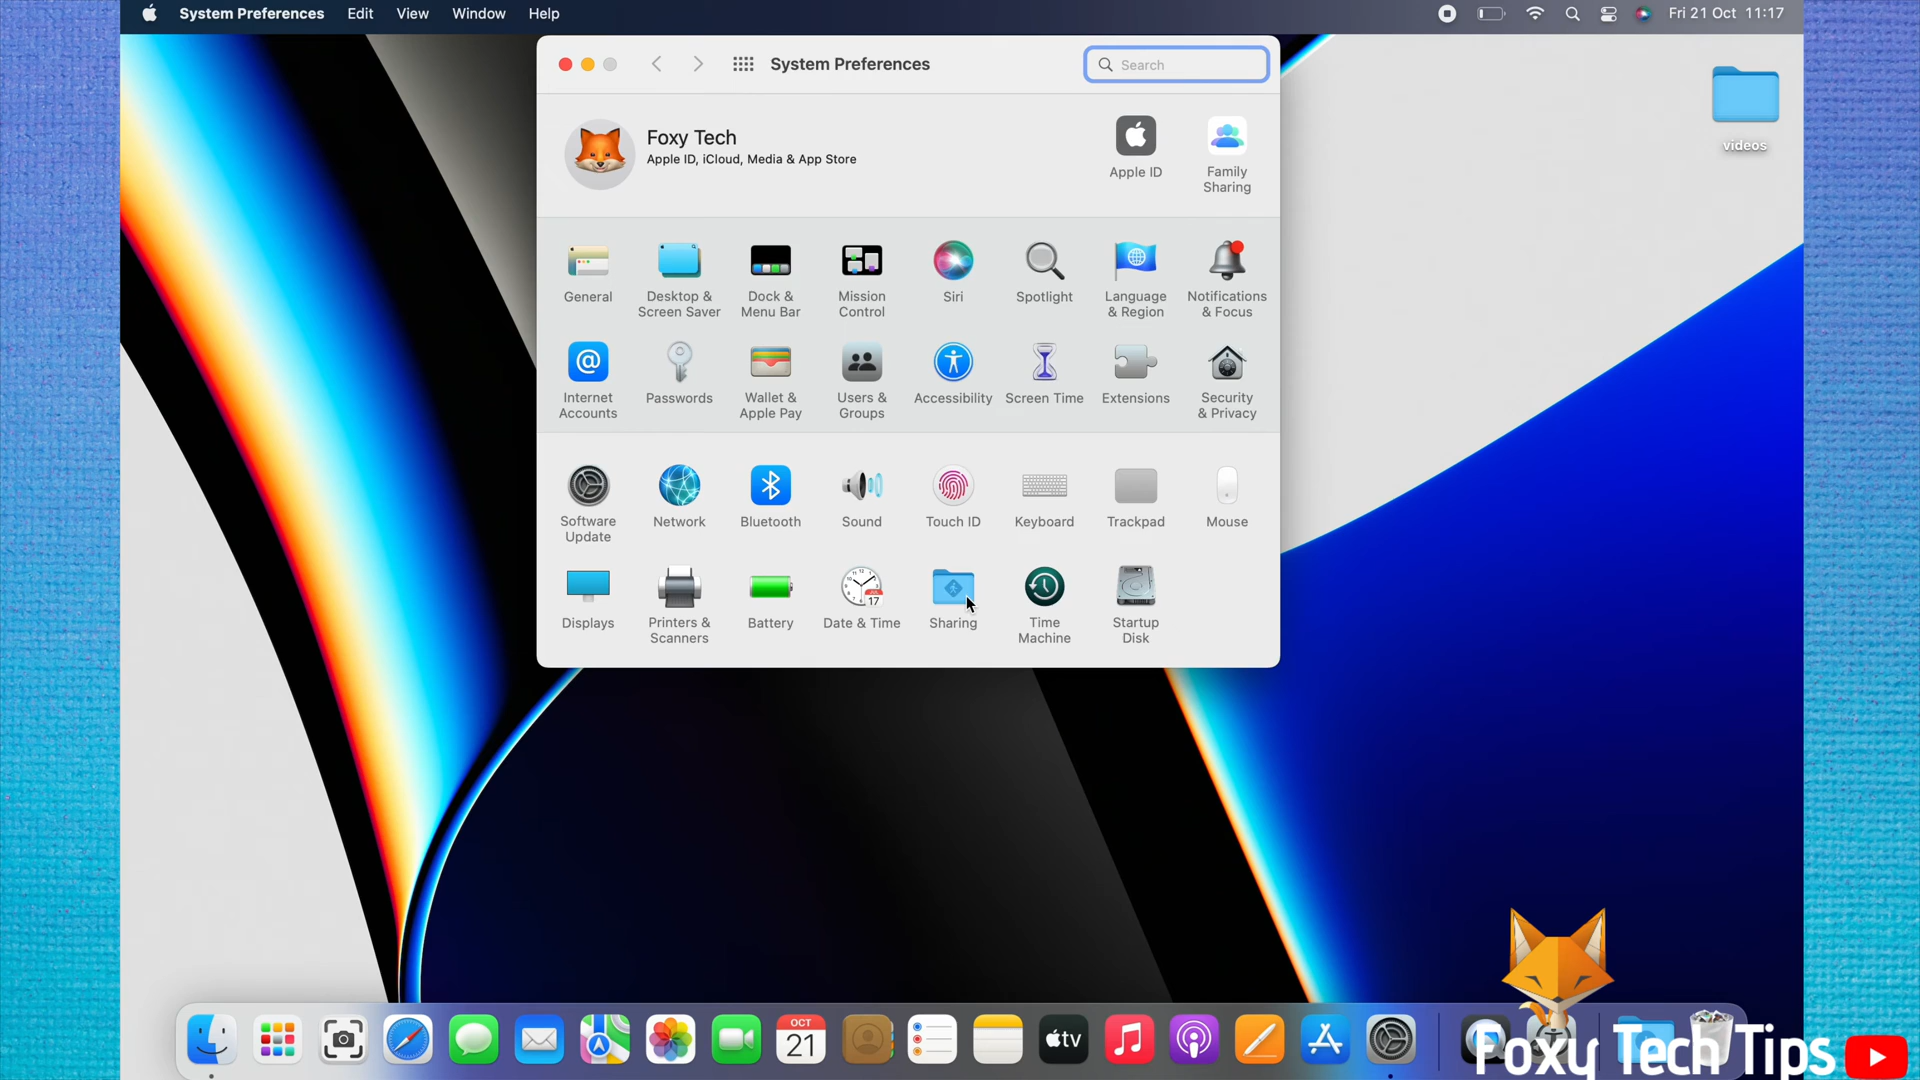 System Preferences Edit View Window Help
Fri 21 Oct 11:17
System Preferences
Search
videos
Foxy Tech
Apple ID, iCloud, Media & App Store
Apple ID
Family
Sharing
General
Desktop &
Screen Saver
Dock &
Menu Bar
Mission
Control
Siri
Spotlight
Language
& Region
Notifications
& Focus
Internet
Accounts
Passwords
Wallet &
Apple Pay
Users &
Groups
Accessibility
Screen Time
Extensions
Security
& Privacy
Software
Update
Network
Bluetooth
Sound
Touch ID
Keyboard
Trackpad
Mouse
Displays
Printers &
Scanners
Battery
Date & Time
Sharing
Time
Machine
Startup
Disk
OCT
21
tv
Foxy Tech Tips